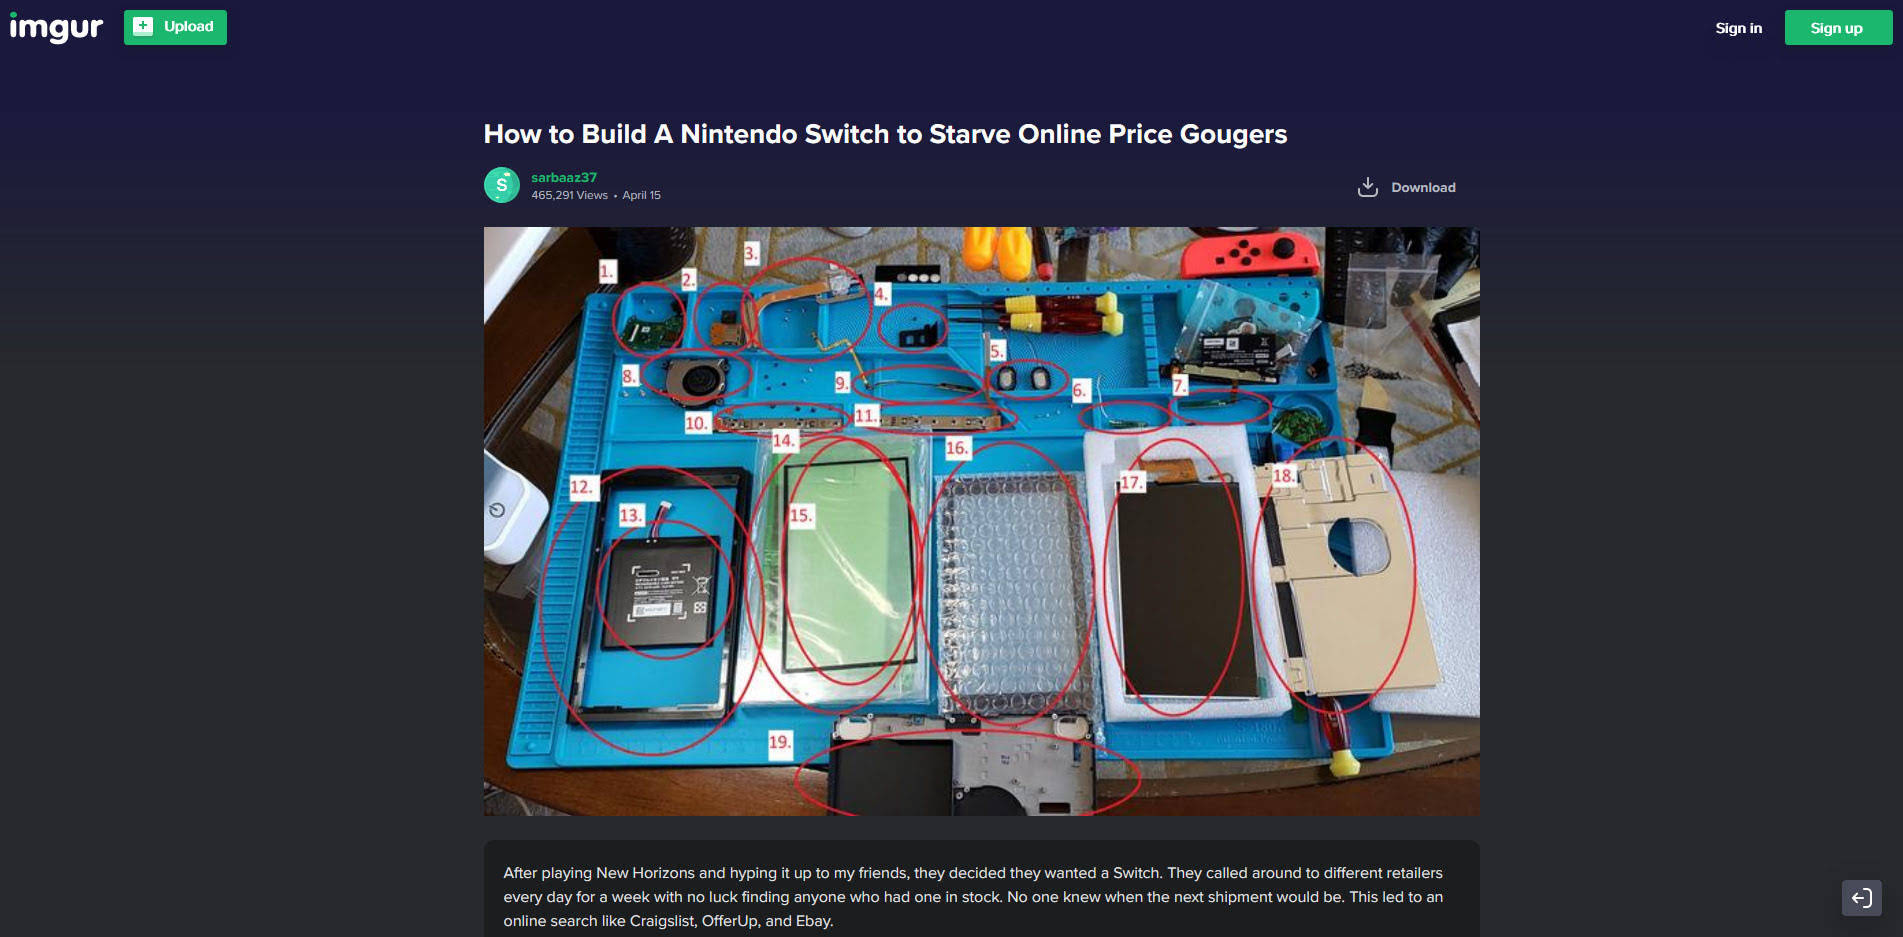 imgur
Upload
Sign in
Sign up
How to Build A Nintendo Switch to Starve Online Price Gougers
S
sarbaaz37
465,291 Views • April 15
Download
1.
2.
3.
4.
5.
6.
7.
8.
9.
10.
11.
12.
13.
14.
15.
16.
17.
18.
19.
After playing New Horizons and hyping it up to my friends, they decided they wanted a Switch. They called around to different retailers
every day for a week with no luck finding anyone who had one in stock. No one knew when the next shipment would be. This led to an
online search like Craigslist, OfferUp, and Ebay.